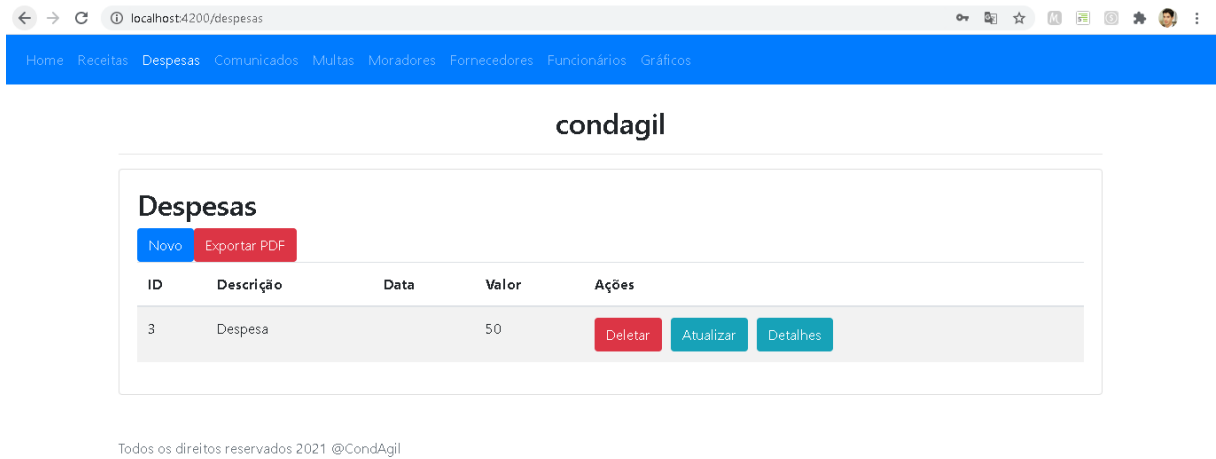 localhost:4200/despesas
Home Receitas Despesas Comunicados Multas Moradores Fornecedores Funcionários Gráficos
condagil
Despesas
Novo Exportar PDF
ID Descrição Data Valor Ações
3 Despesa 50 Deletar Atualizar Detalhes
Todos os direitos reservados 2021 @CondAgil